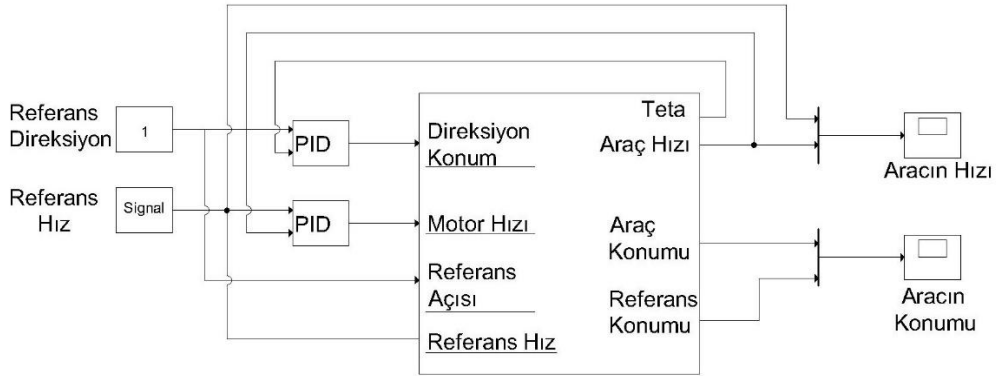 Referans
Direksiyon
1
PID
Direksiyon
Konum
Teta
Araç Hızı
Aracın Hızı
Referans
Hız
Signal
PID
Motor Hızı
Referans
Açısı
Referans Hız
Araç
Konumu
Referans
Konumu
Aracın
Konumu